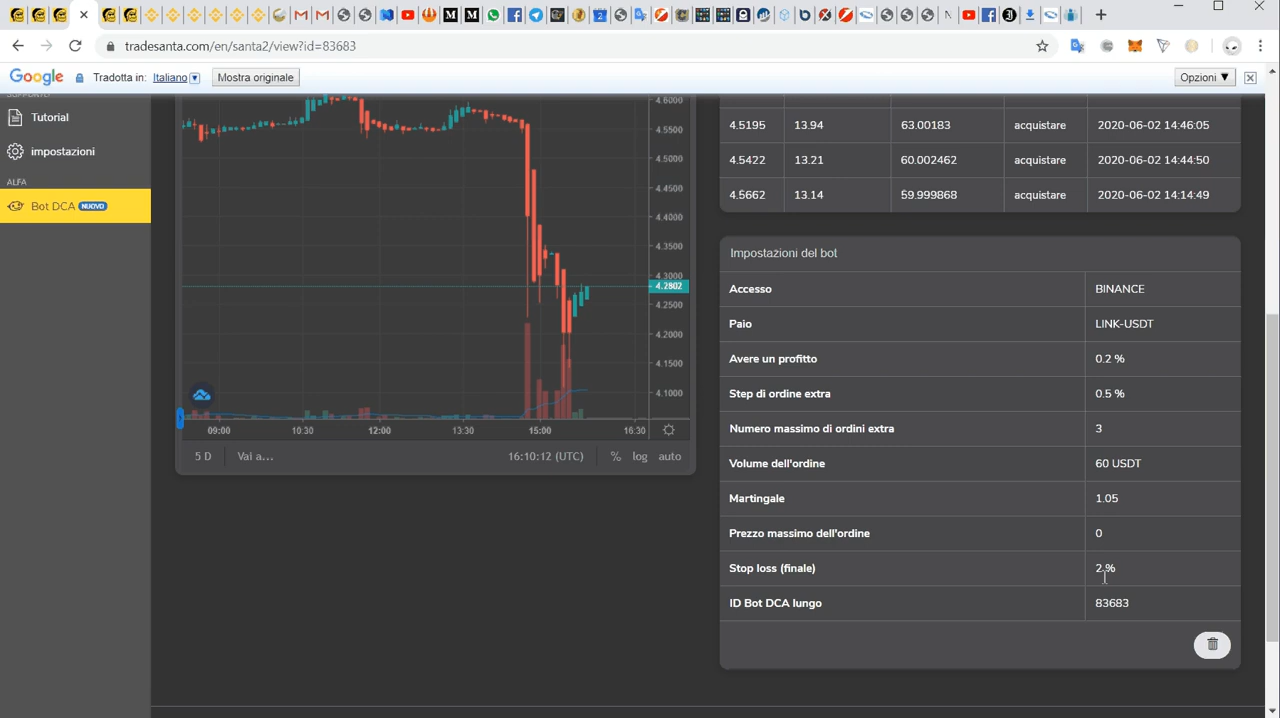 tradesanta.com/en/santa2/view?id=83683
Google Tradotta in: Italiano Mostra originale Opzioni ▼
Tutorial
impostazioni
ALFA
Bot DCA NUOVO
4.6000
4.5500
4.5000
4.4500
4.4000
4.3500
4.3000
4.2802
4.2500
4.2000
4.1500
4.1000
09:00 10:30 12:00 13:30 15:00 16:30
5 D Vai a... 16:10:12 (UTC) % log auto
4.5195 13.94 63.00183 acquistare 2020-06-02 14:46:05
4.5422 13.21 60.002462 acquistare 2020-06-02 14:44:50
4.5662 13.14 59.999868 acquistare 2020-06-02 14:14:49
Impostazioni del bot
Accesso BINANCE
Paio LINK-USDT
Avere un profitto 0.2 %
Step di ordine extra 0.5 %
Numero massimo di ordini extra 3
Volume dell'ordine 60 USDT
Martingale 1.05
Prezzo massimo dell'ordine 0
Stop loss (finale) 2 %
ID Bot DCA lungo 83683